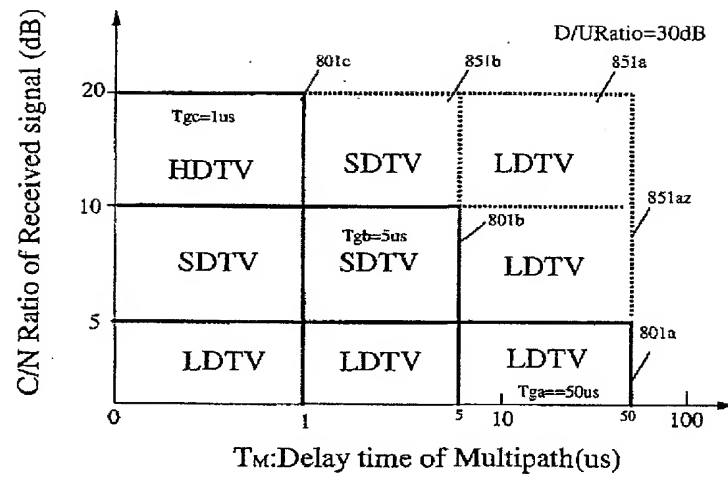 D/URatio=30dB
801c
851b
851a
20
Tgc=1us
HDTV
SDTV
LDTV
10
851az
Tgb=5us
801b
SDTV
SDTV
LDTV
5
801a
LDTV
LDTV
LDTV
Tga==50us
0
1
5
10
50
100
C/N Ratio of Received signal (dB)
TM:Delay time of Multipath(us)